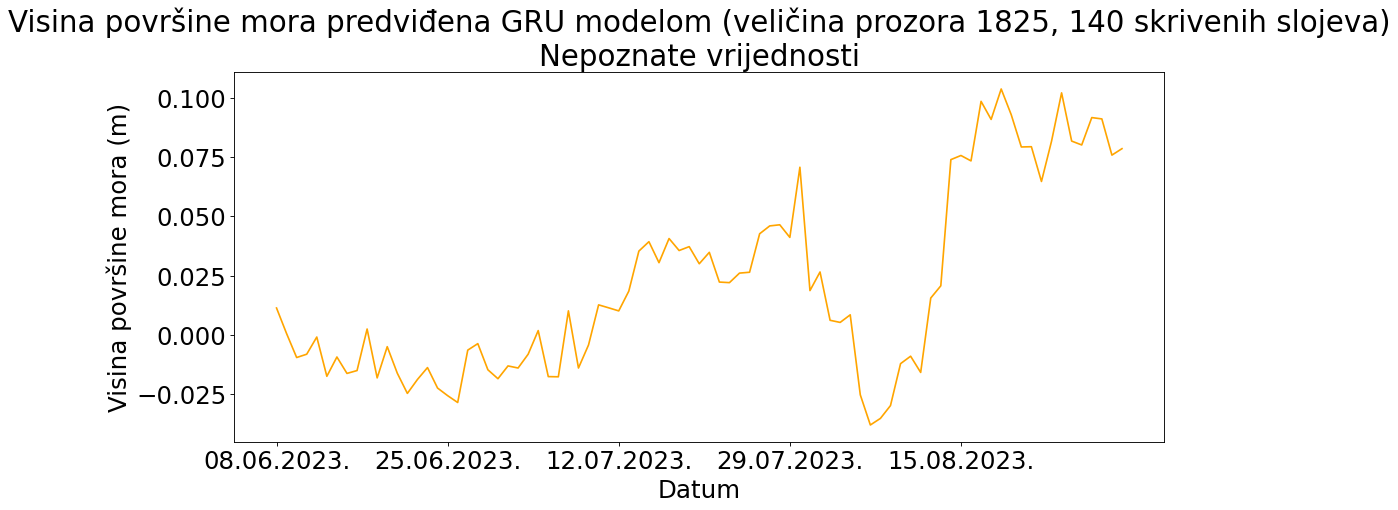 Visina površine mora predviđena GRU modelom (veličina prozora 1825, 140 skrivenih slojeva)
Nepoznate vrijednosti
Visina površine mora (m)
0.100
0.075
0.050
0.025
0.000
−0.025
08.06.2023. 25.06.2023. 12.07.2023. 29.07.2023. 15.08.2023.
Datum